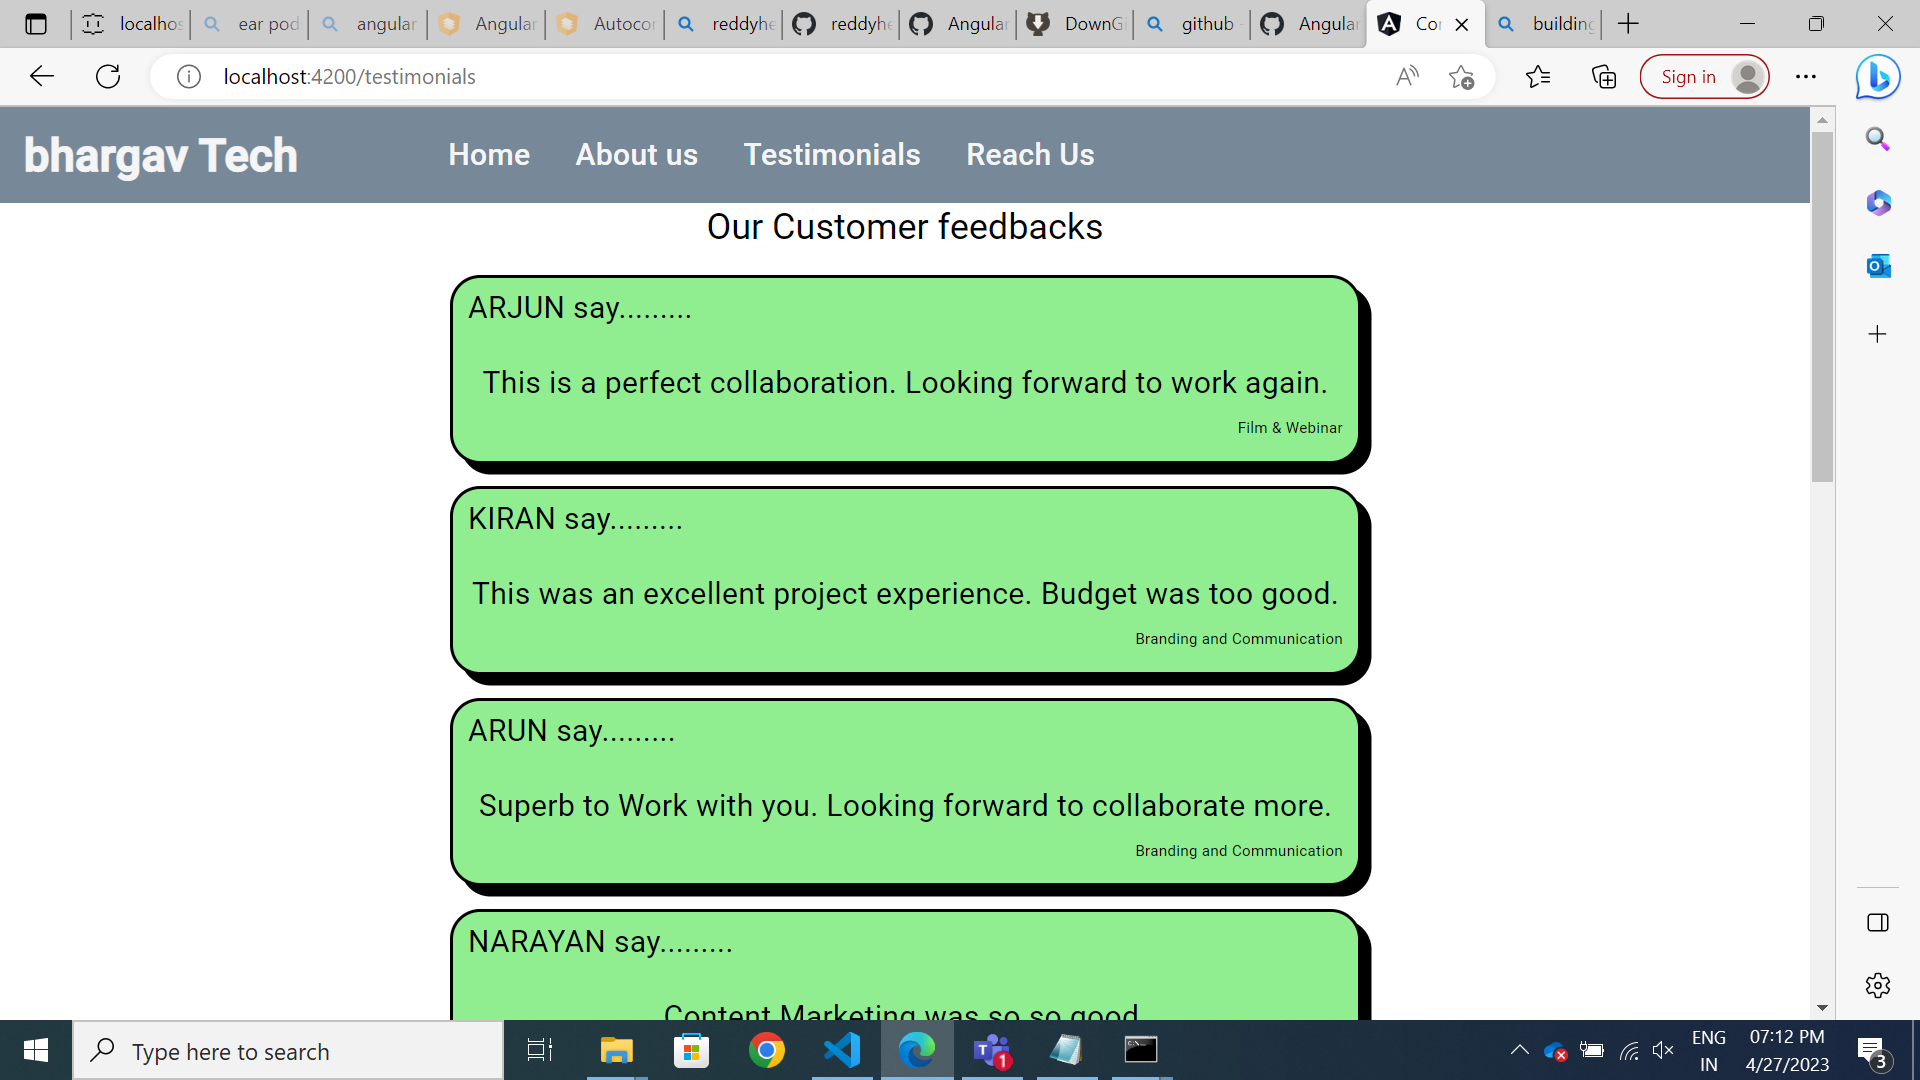 localhos ear pod angular Angular Autocor reddyhe reddyhe Angular DownGi github - Angular Cor building
localhost:4200/testimonials
Sign in
bhargav Tech Home About us Testimonials Reach Us
Our Customer feedbacks
ARJUN say.........
This is a perfect collaboration. Looking forward to work again.
Film & Webinar
KIRAN say.........
This was an excellent project experience. Budget was too good.
Branding and Communication
ARUN say.........
Superb to Work with you. Looking forward to collaborate more.
Branding and Communication
NARAYAN say.........
Content Marketing was so so good.
Type here to search
1
ENG
IN
07:12 PM
4/27/2023
3